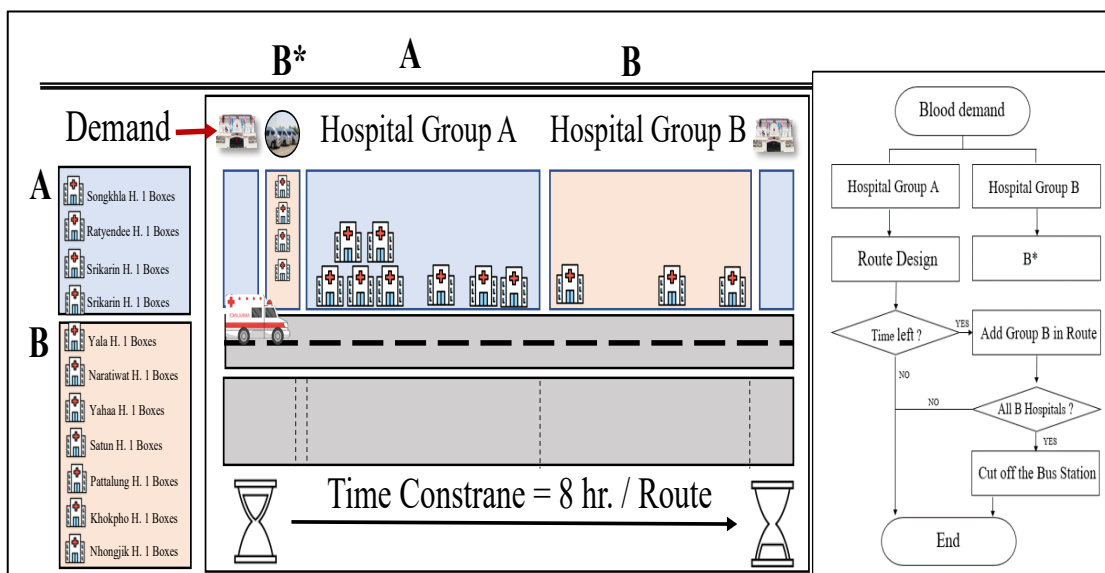 B*
A
B
Demand
Hospital Group A
Hospital Group B
A
Songkhla H. 1 Boxes
Ratyendee H. 1 Boxes
Srikarin H. 1 Boxes
Srikarin H. 1 Boxes
B
Yala H. 1 Boxes
Naratiwat H. 1 Boxes
Yahaa H. 1 Boxes
Satun H. 1 Boxes
Pattalung H. 1 Boxes
Khokpho H. 1 Boxes
Nhongjik H. 1 Boxes
Time Constrane = 8 hr. / Route
Blood demand
Hospital Group A
Hospital Group B
Route Design
B*
Time left ?
YES
Add Group B in Route
NO
NO
All B Hospitals ?
YES
Cut off the Bus Station
End